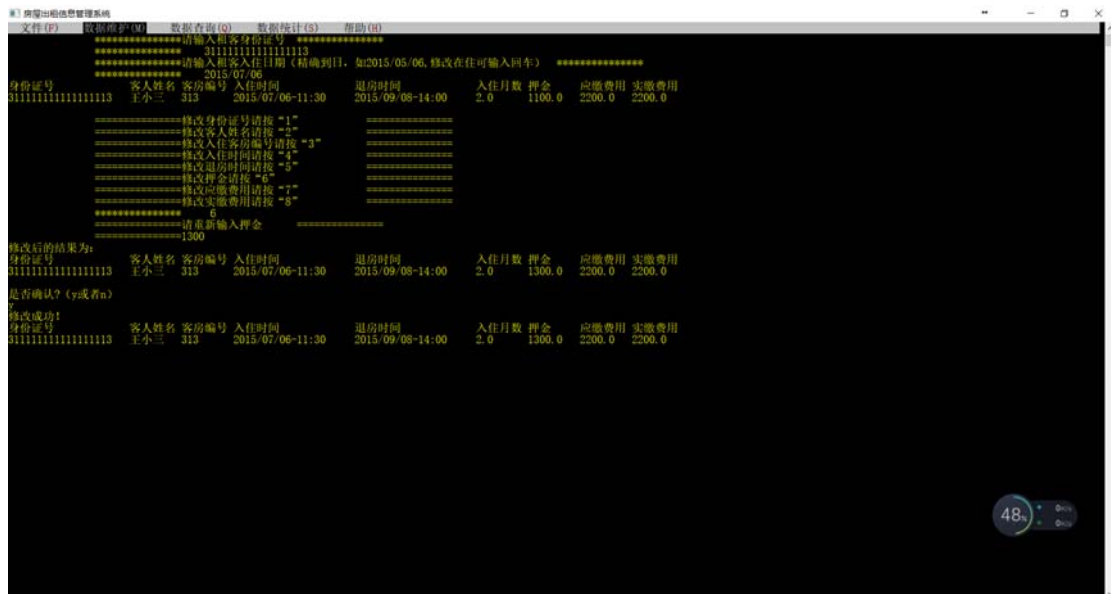 房屋出租信息管理系统
文件(F) 数据维护(M) 数据查询(Q) 数据统计(S) 帮助(H)
***************请输入租客身份证号 ***************
*************** 311111111111111113
***************请输入租客入住日期(精确到日,如2015/05/06,修改在住可输入回车) ***************
*************** 2015/07/06
身份证号 客人姓名 客房编号 入住时间 退房时间 入住月数 押金 应缴费用 实缴费用
311111111111111113 王小三 313 2015/07/06-11:30 2015/09/08-14:00 2.0 1100.0 2200.0 2200.0
===============修改身份证号请按“1” ===============
===============修改客人姓名请按“2” ===============
===============修改入住客房编号请按“3” ===============
===============修改入住时间请按“4” ===============
===============修改退房时间请按“5” ===============
===============修改押金请按“6” ===============
===============修改应缴费用请按“7” ===============
===============修改实缴费用请按“8” ===============
*************** 6
===============请重新输入押金 ===============
===============1300
修改后的结果为:
身份证号 客人姓名 客房编号 入住时间 退房时间 入住月数 押金 应缴费用 实缴费用
311111111111111113 王小三 313 2015/07/06-11:30 2015/09/08-14:00 2.0 1300.0 2200.0 2200.0
是否确认?(y或者n)
y
修改成功!
身份证号 客人姓名 客房编号 入住时间 退房时间 入住月数 押金 应缴费用 实缴费用
311111111111111113 王小三 313 2015/07/06-11:30 2015/09/08-14:00 2.0 1300.0 2200.0 2200.0
48%